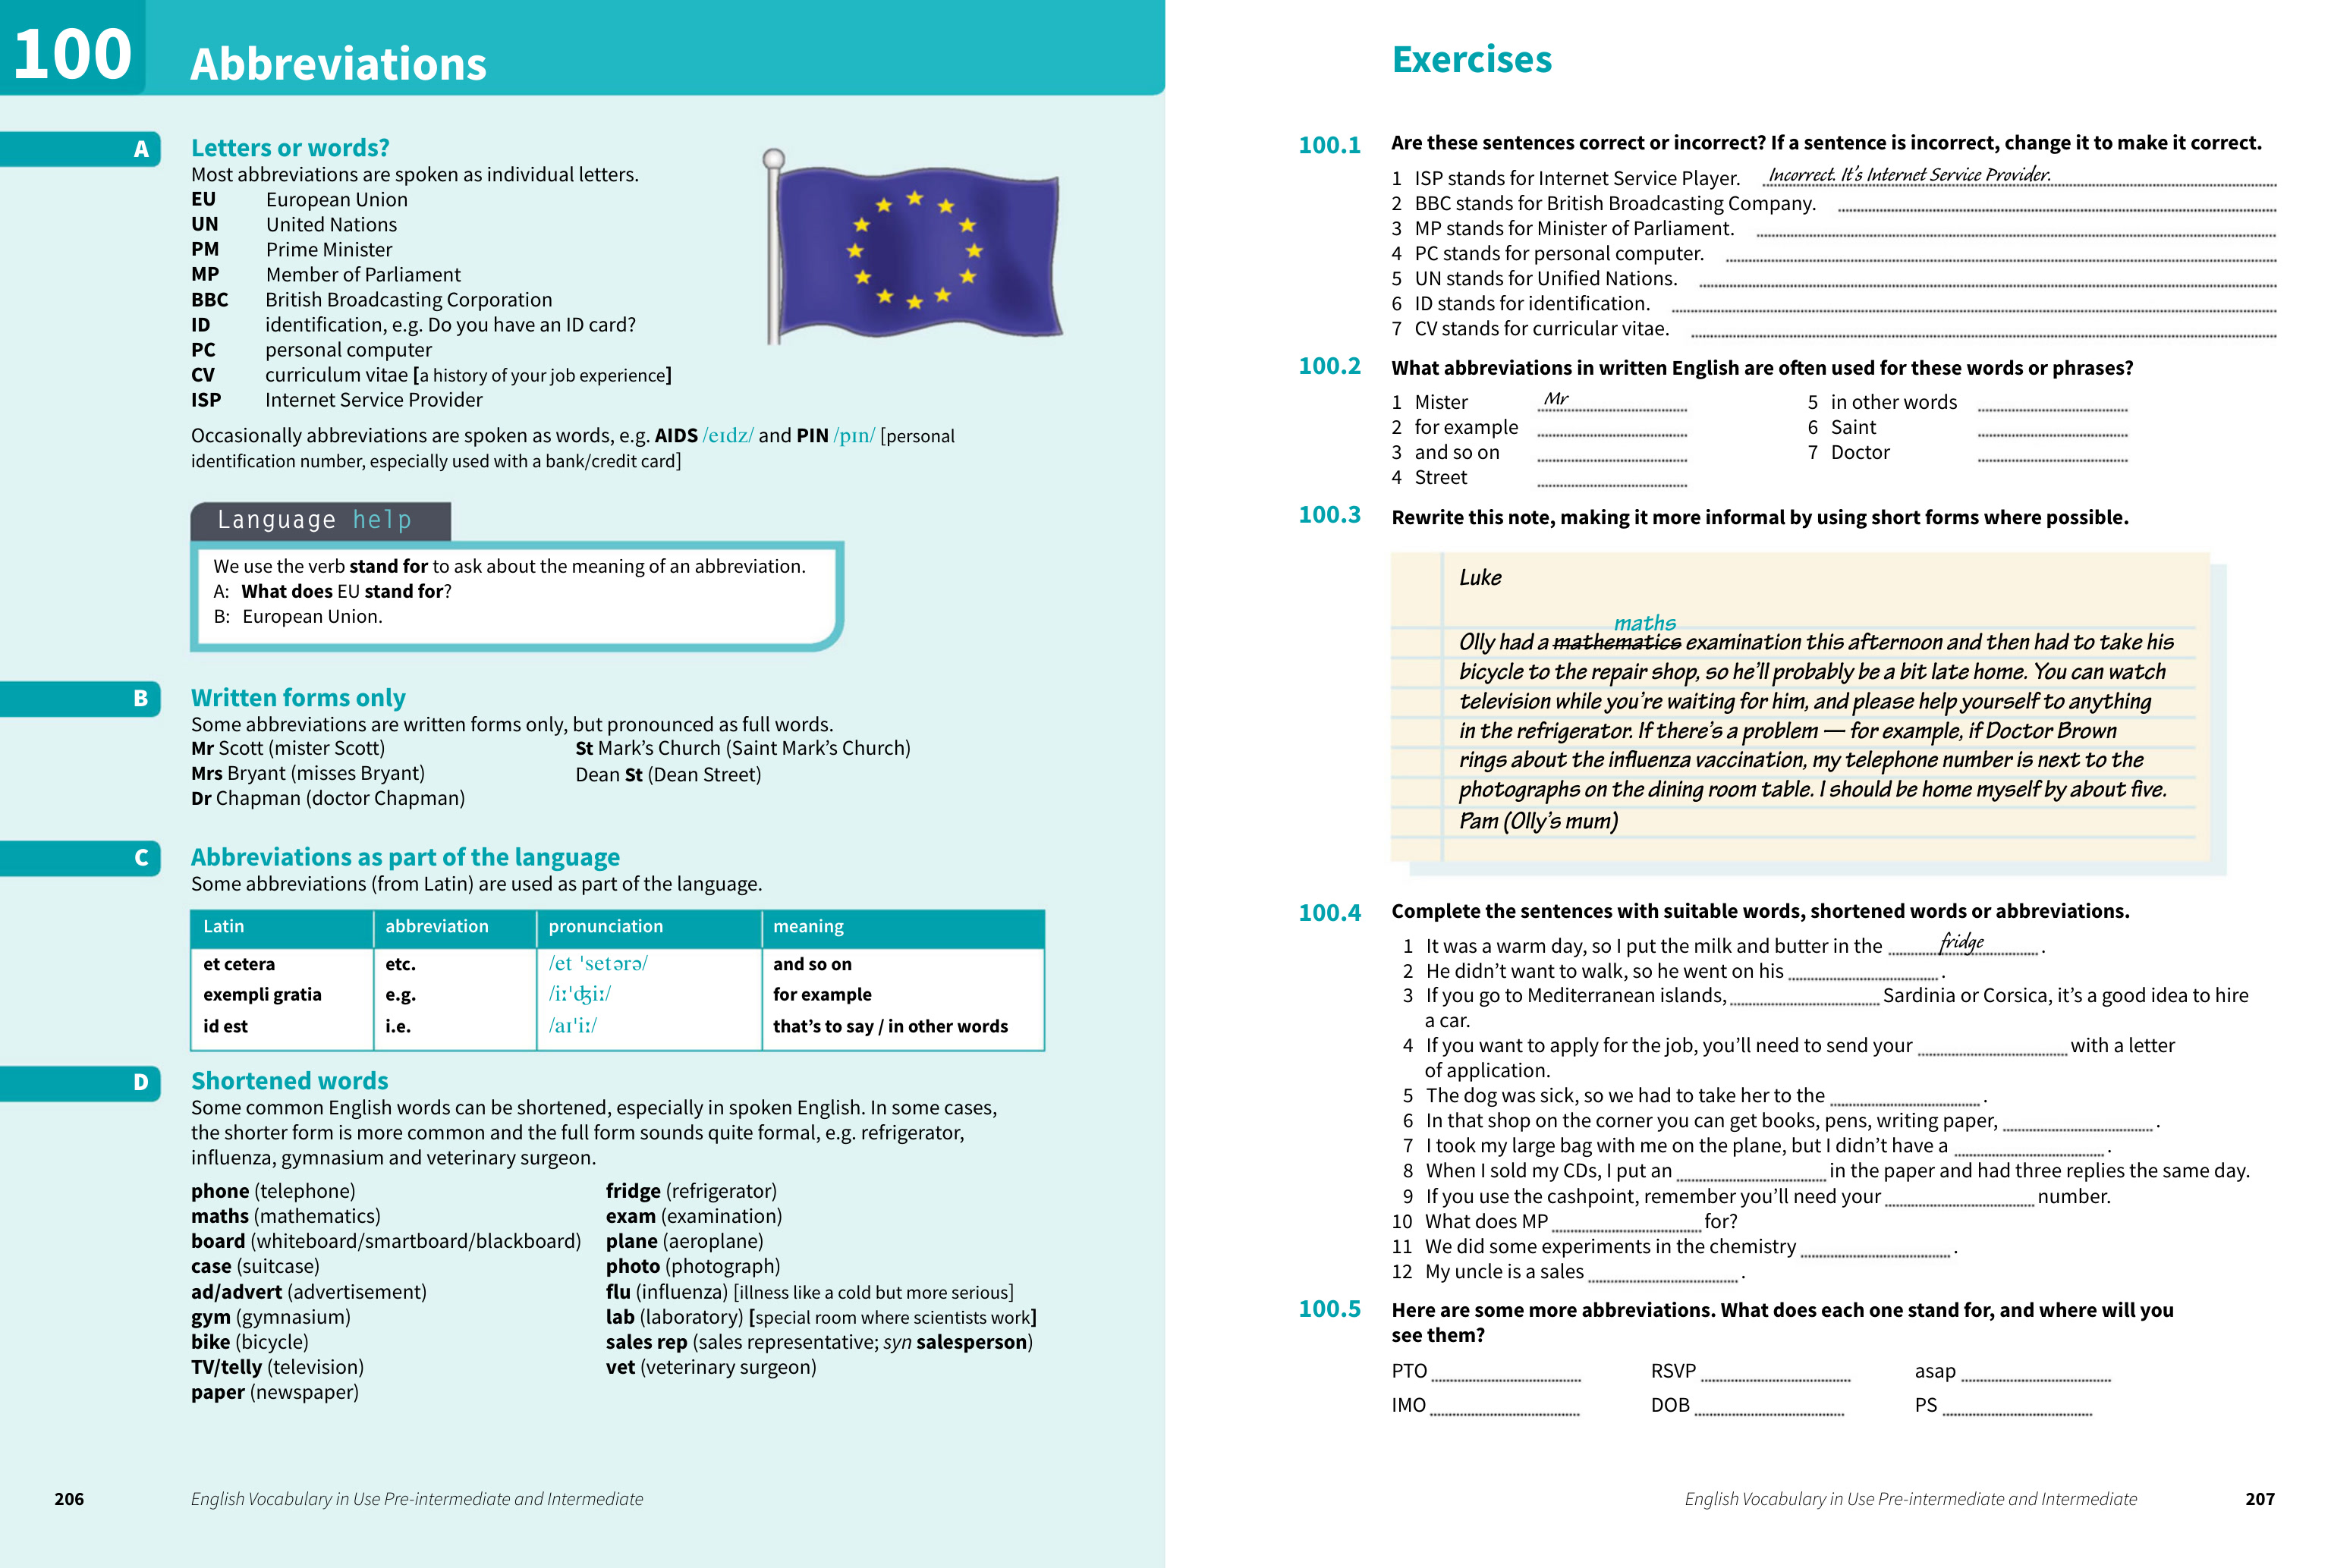 100
Abbreviations
A
Letters or words?
Most abbreviations are spoken as individual letters.
EU European Union
UN United Nations
PM Prime Minister
MP Member of Parliament
BBC British Broadcasting Corporation
ID identification, e.g. Do you have an ID card?
PC personal computer
CV curriculum vitae [a history of your job experience]
ISP Internet Service Provider
Occasionally abbreviations are spoken as words, e.g. AIDS /eɪdz/ and PIN /pɪn/ [personal
identification number, especially used with a bank/credit card]
Language help
We use the verb stand for to ask about the meaning of an abbreviation.
A: What does EU stand for?
B: European Union.
B
Written forms only
Some abbreviations are written forms only, but pronounced as full words.
Mr Scott (mister Scott) St Mark's Church (Saint Mark's Church)
Mrs Bryant (misses Bryant) Dean St (Dean Street)
Dr Chapman (doctor Chapman)
C
Abbreviations as part of the language
Some abbreviations (from Latin) are used as part of the language.
Latin abbreviation pronunciation meaning
et cetera etc. /et ˈsetərə/ and so on
exempli gratia e.g. /iːˈʤiː/ for example
id est i.e. /aɪˈiː/ that's to say / in other words
D
Shortened words
Some common English words can be shortened, especially in spoken English. In some cases,
the shorter form is more common and the full form sounds quite formal, e.g. refrigerator,
influenza, gymnasium and veterinary surgeon.
phone (telephone) fridge (refrigerator)
maths (mathematics) exam (examination)
board (whiteboard/smartboard/blackboard) plane (aeroplane)
case (suitcase) photo (photograph)
ad/advert (advertisement) flu (influenza) [illness like a cold but more serious]
gym (gymnasium) lab (laboratory) [special room where scientists work]
bike (bicycle) sales rep (sales representative; syn salesperson)
TV/telly (television) vet (veterinary surgeon)
paper (newspaper)
206 English Vocabulary in Use Pre-intermediate and Intermediate
Exercises
100.1 Are these sentences correct or incorrect? If a sentence is incorrect, change it to make it correct.
1 ISP stands for Internet Service Player. Incorrect. It's Internet Service Provider.
2 BBC stands for British Broadcasting Company.
3 MP stands for Minister of Parliament.
4 PC stands for personal computer.
5 UN stands for Unified Nations.
6 ID stands for identification.
7 CV stands for curricular vitae.
100.2 What abbreviations in written English are often used for these words or phrases?
1 Mister Mr 5 in other words
2 for example 6 Saint
3 and so on 7 Doctor
4 Street
100.3 Rewrite this note, making it more informal by using short forms where possible.
Luke
maths
Olly had a mathematics examination this afternoon and then had to take his
bicycle to the repair shop, so he'll probably be a bit late home. You can watch
television while you're waiting for him, and please help yourself to anything
in the refrigerator. If there's a problem — for example, if Doctor Brown
rings about the influenza vaccination, my telephone number is next to the
photographs on the dining room table. I should be home myself by about five.
Pam (Olly's mum)
100.4 Complete the sentences with suitable words, shortened words or abbreviations.
1 It was a warm day, so I put the milk and butter in the fridge .
2 He didn't want to walk, so he went on his .
3 If you go to Mediterranean islands, Sardinia or Corsica, it's a good idea to hire
a car.
4 If you want to apply for the job, you'll need to send your with a letter
of application.
5 The dog was sick, so we had to take her to the .
6 In that shop on the corner you can get books, pens, writing paper, .
7 I took my large bag with me on the plane, but I didn't have a .
8 When I sold my CDs, I put an in the paper and had three replies the same day.
9 If you use the cashpoint, remember you'll need your number.
10 What does MP for?
11 We did some experiments in the chemistry .
12 My uncle is a sales .
100.5 Here are some more abbreviations. What does each one stand for, and where will you
see them?
PTO RSVP asap
IMO DOB PS
English Vocabulary in Use Pre-intermediate and Intermediate 207